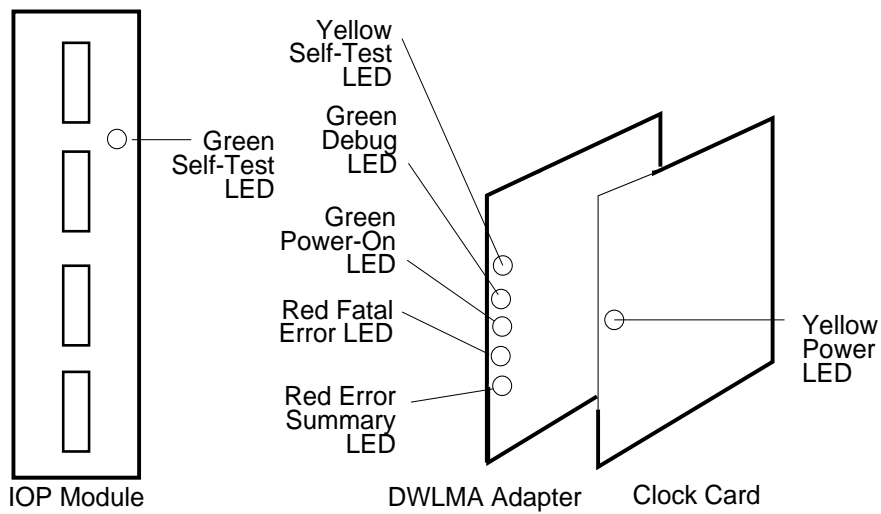 Yellow
Self-Test
LED
Green
Debug
LED
Green
Self-Test
LED
Green
Power-On
LED
Red Fatal
Error LED
Yellow
Power
LED
Red Error
Summary
LED
IOP Module
DWLMA Adapter
Clock Card